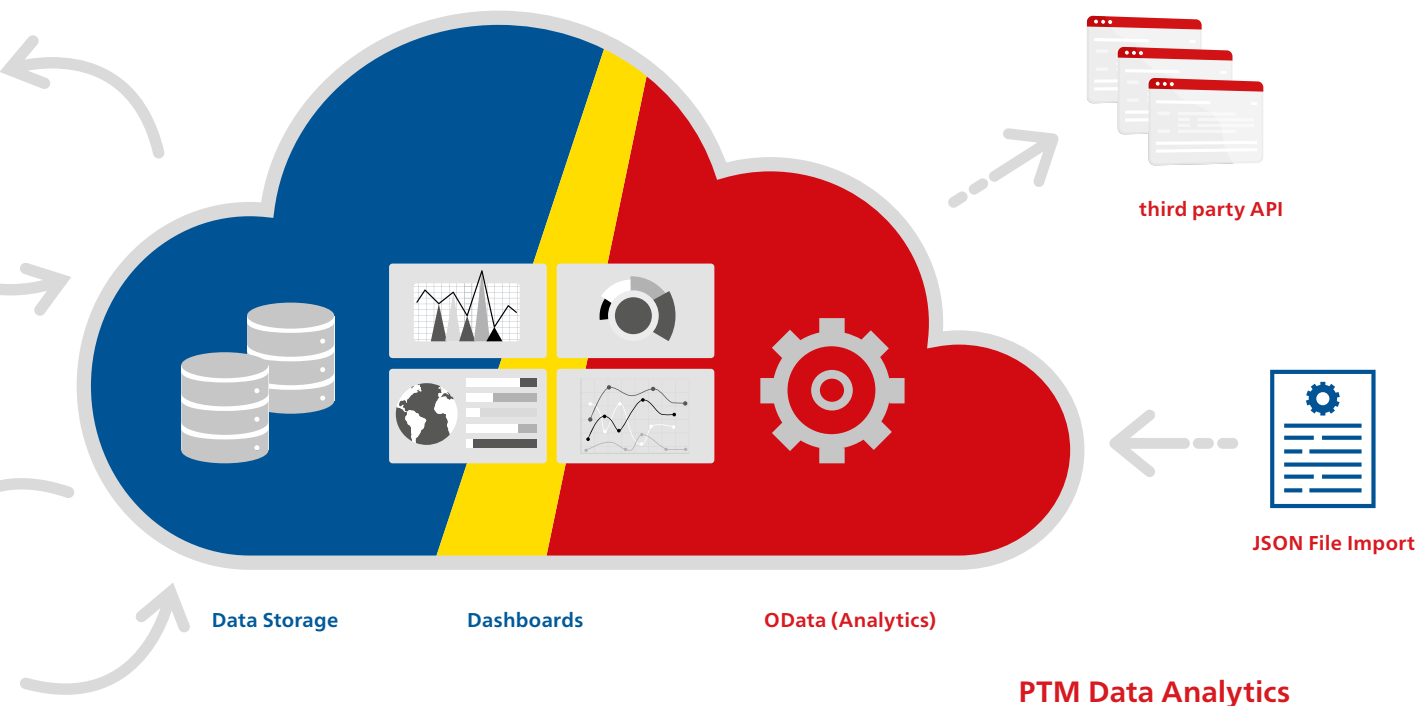 third party API
JSON File Import
Data Storage
Dashboards
OData (Analytics)
PTM Data Analytics